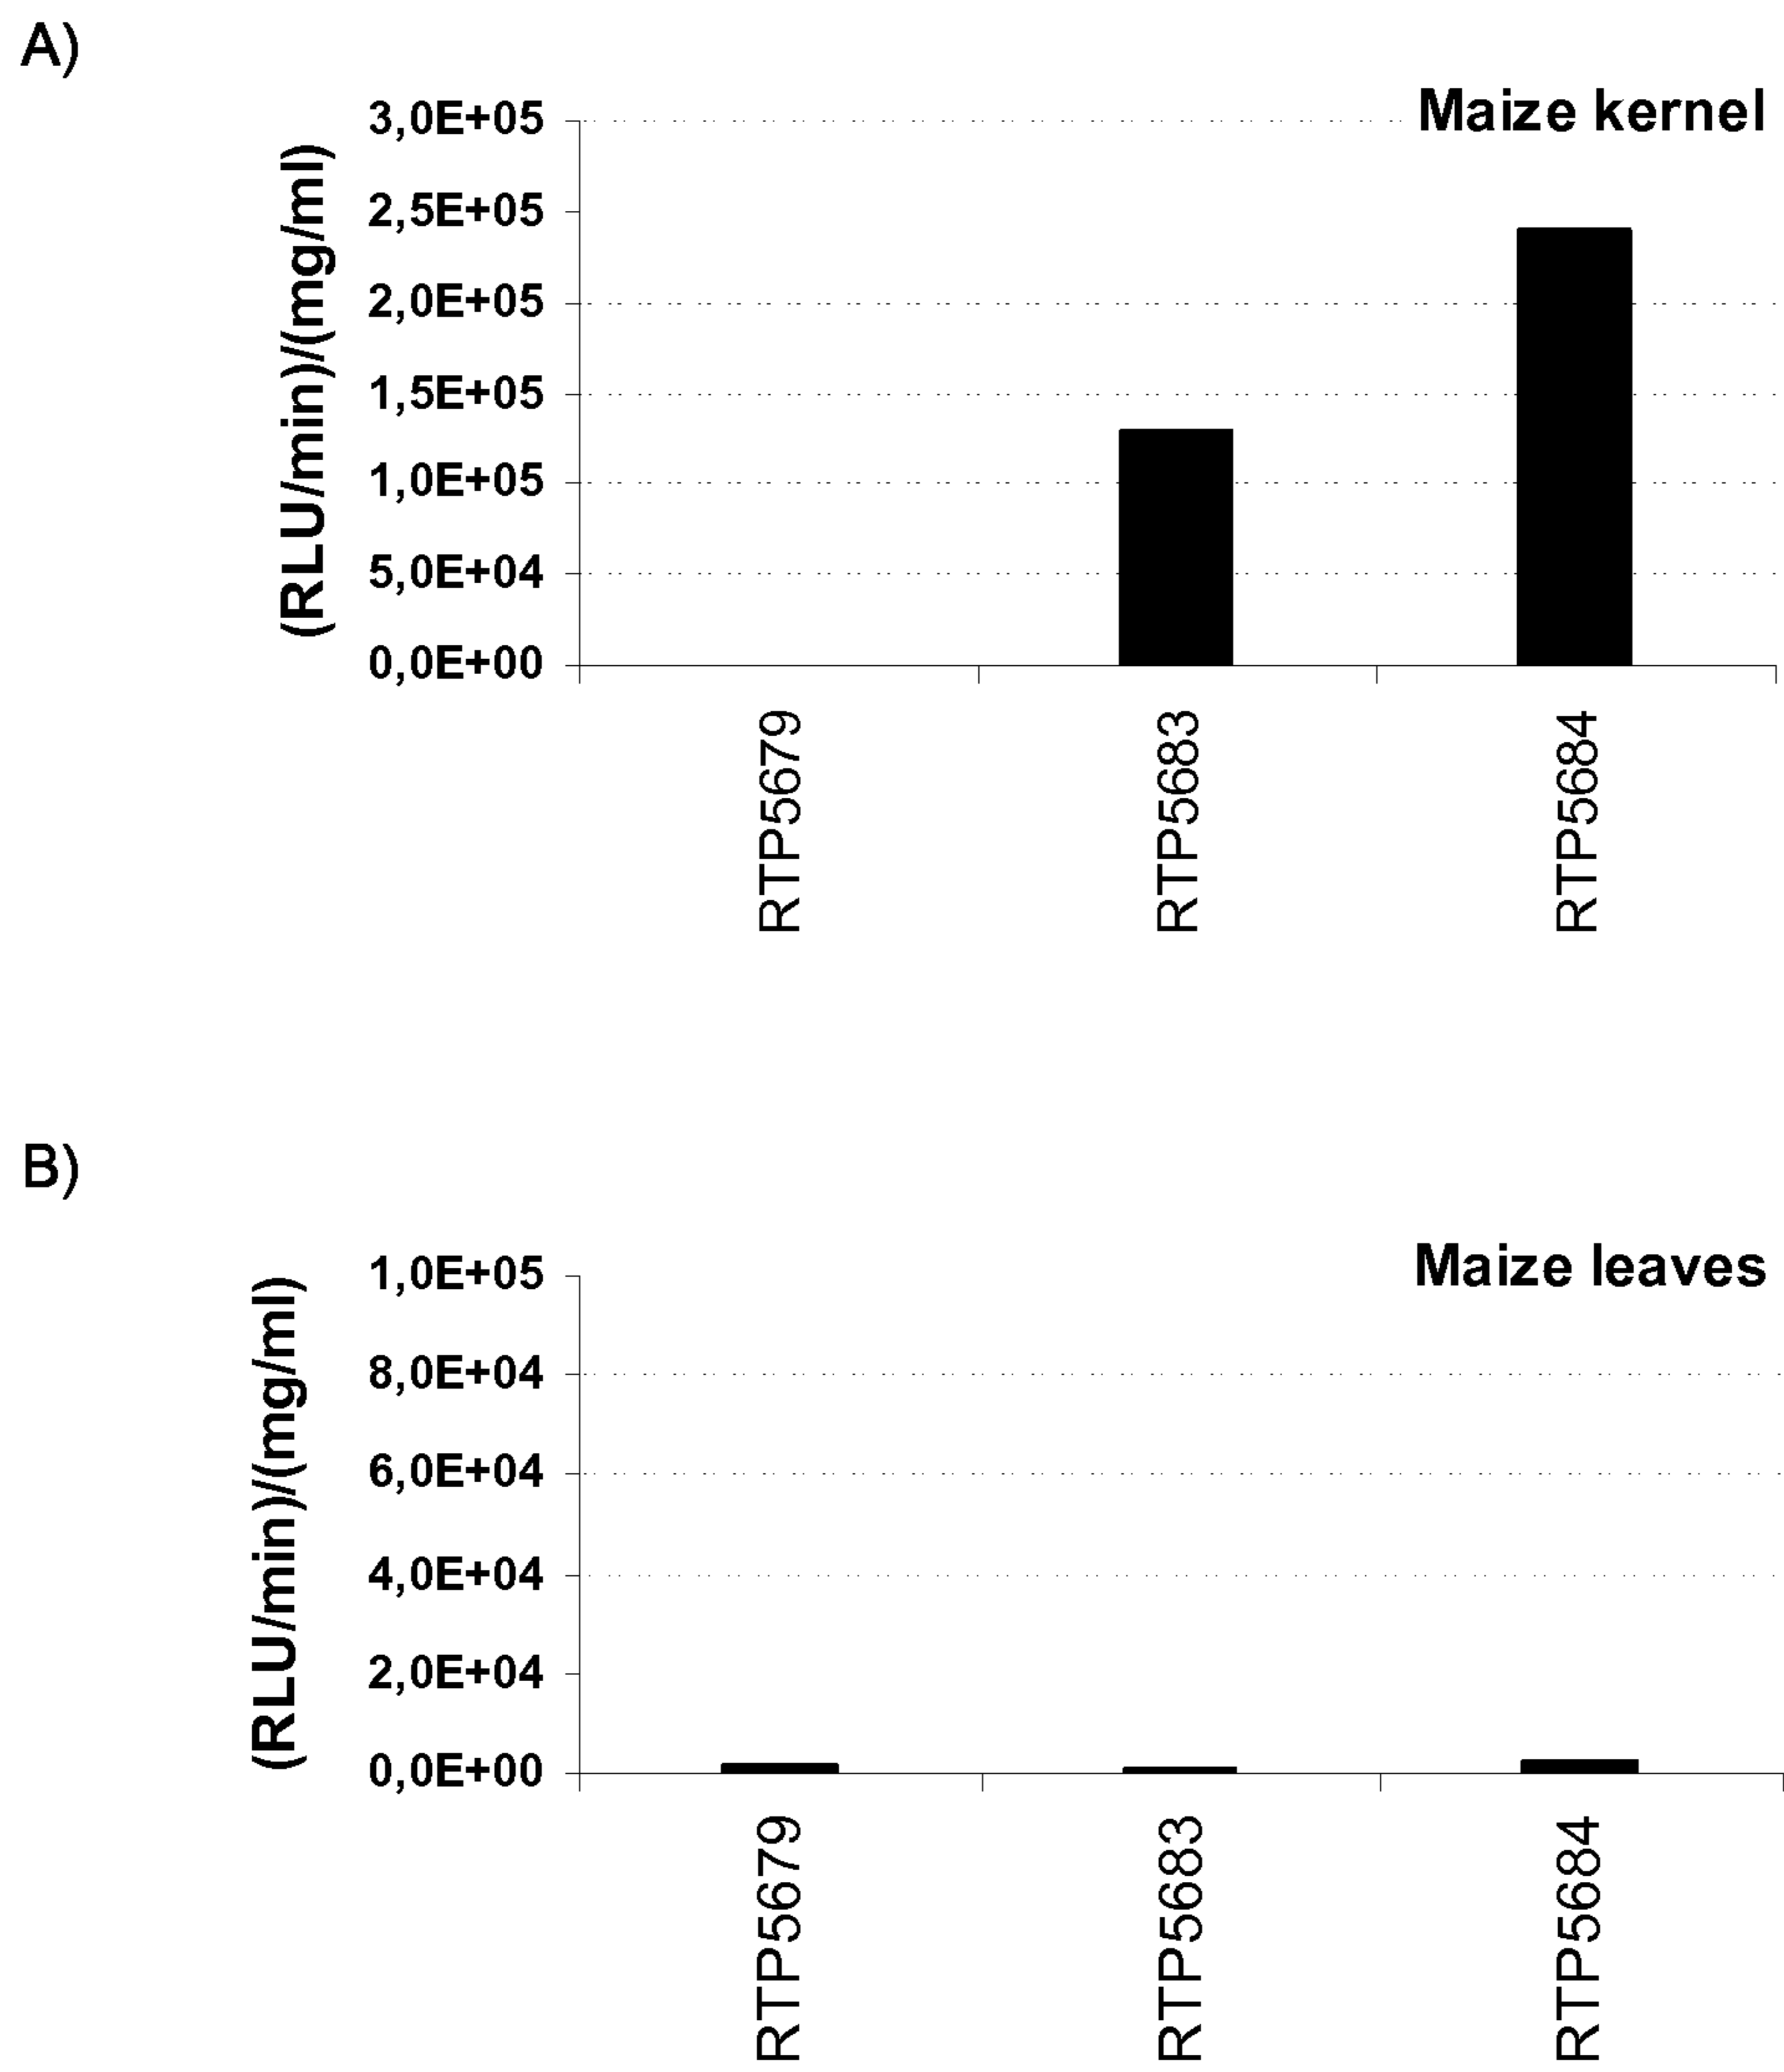 A)
Maize kernel
(RLU/min)/(mg/ml)
3,0E+05
2,5E+05
2,0E+05
1,5E+05
1,0E+05
5,0E+04
0,0E+00
RTP5679
RTP5683
RTP5684
B)
Maize leaves
(RLU/min)/(mg/ml)
1,0E+05
8,0E+04
6,0E+04
4,0E+04
2,0E+04
0,0E+00
RTP5679
RTP5683
RTP5684